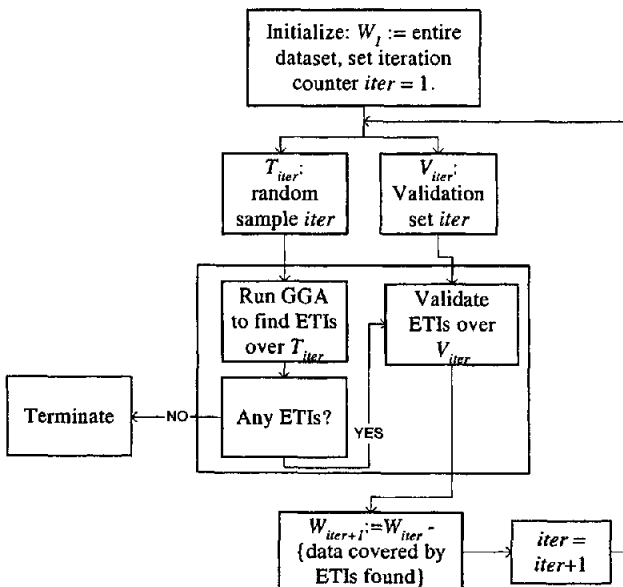 Initialize: W1 := entire
dataset, set iteration
counter iter = 1.
Titer:
random
sample iter
Viter:
Validation
set iter
Run GGA
to find ETIs
over Titer
Validate
ETIs over
Viter
Terminate
NO
Any ETIs?
YES
Witer+1:=Witer -
{data covered by
ETIs found}
iter =
iter+1